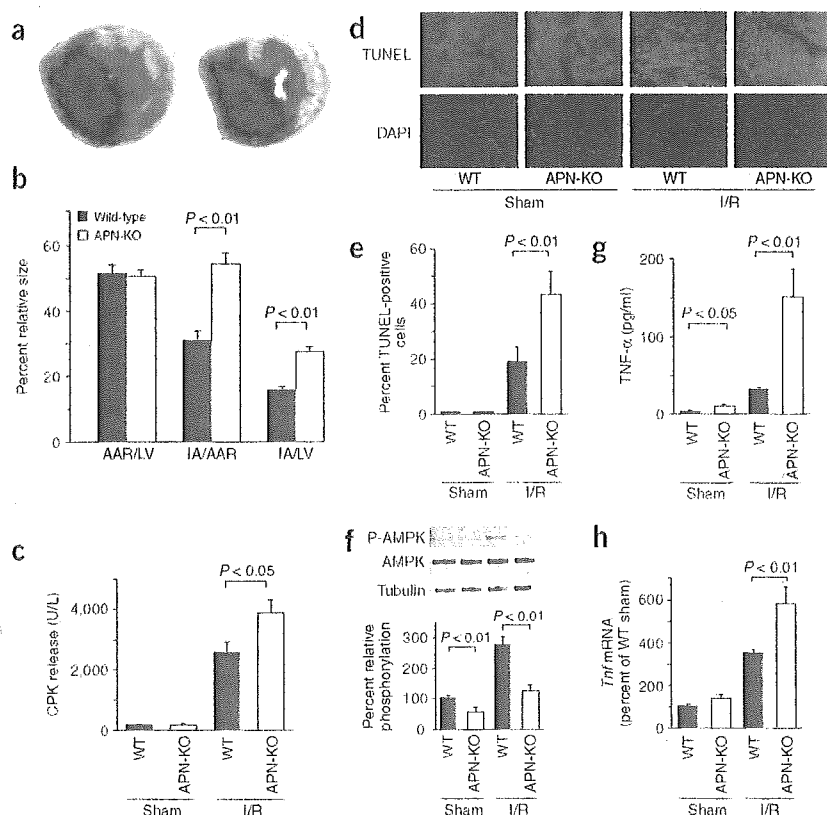 a
b
Wild-type
APN-KO
P < 0.01
P < 0.01
60
40
20
0
Percent relative size
AAR/LV IA/AAR IA/LV
c
P < 0.05
4,000
2,000
0
CPK release (U/L)
WT APN-KO WT APN-KO
Sham I/R
d
TUNEL
DAPI
WT APN-KO WT APN-KO
Sham I/R
e
P < 0.01
60
40
20
0
Percent TUNEL-positive
cells
WT APN-KO WT APN-KO
Sham I/R
f
P-AMPK
AMPK
Tubulin
P < 0.01
P < 0.01
300
200
100
0
Percent relative
phosphorylation
WT APN-KO WT APN-KO
Sham I/R
g
P < 0.01
P < 0.05
200
100
0
TNF-α (pg/ml)
WT APN-KO WT APN-KO
Sham I/R
h
P < 0.01
600
400
200
0
Tnf mRNA
(percent of WT sham)
WT APN-KO WT APN-KO
Sham I/R